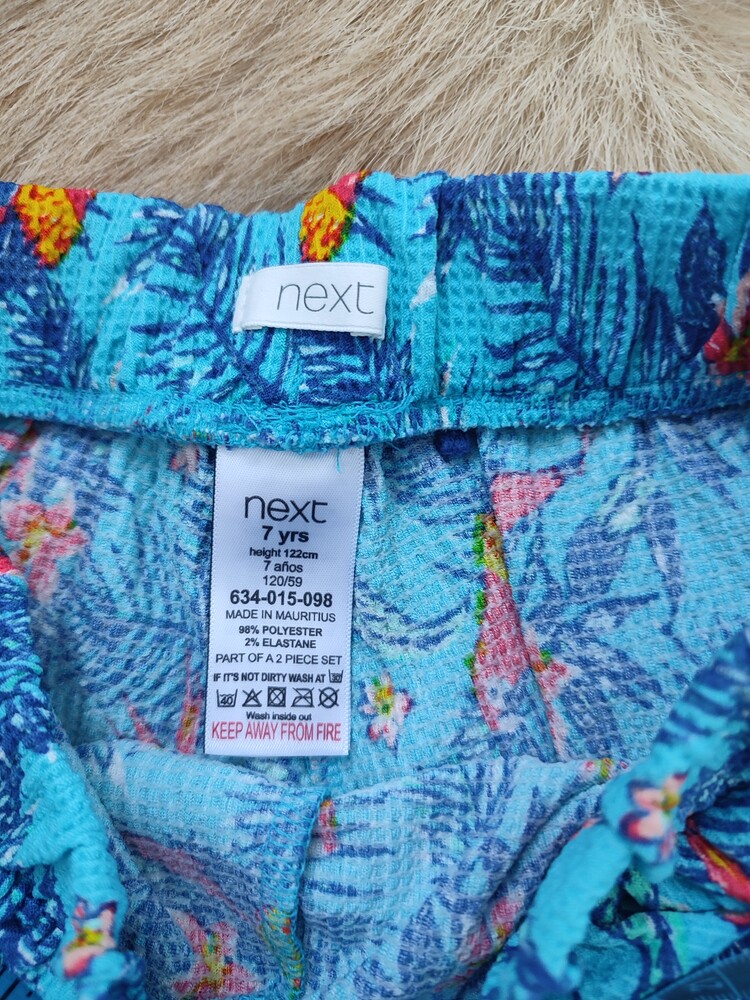 next
next
7 yrs
height 122cm
7 años
120/59
634-015-098
MADE IN MAURITIUS
98% POLYESTER
2% ELASTANE
PART OF A 2 PIECE SET
IF IT'S NOT DIRTY WASH AT 30
40
Wash inside out
KEEP AWAY FROM FIRE